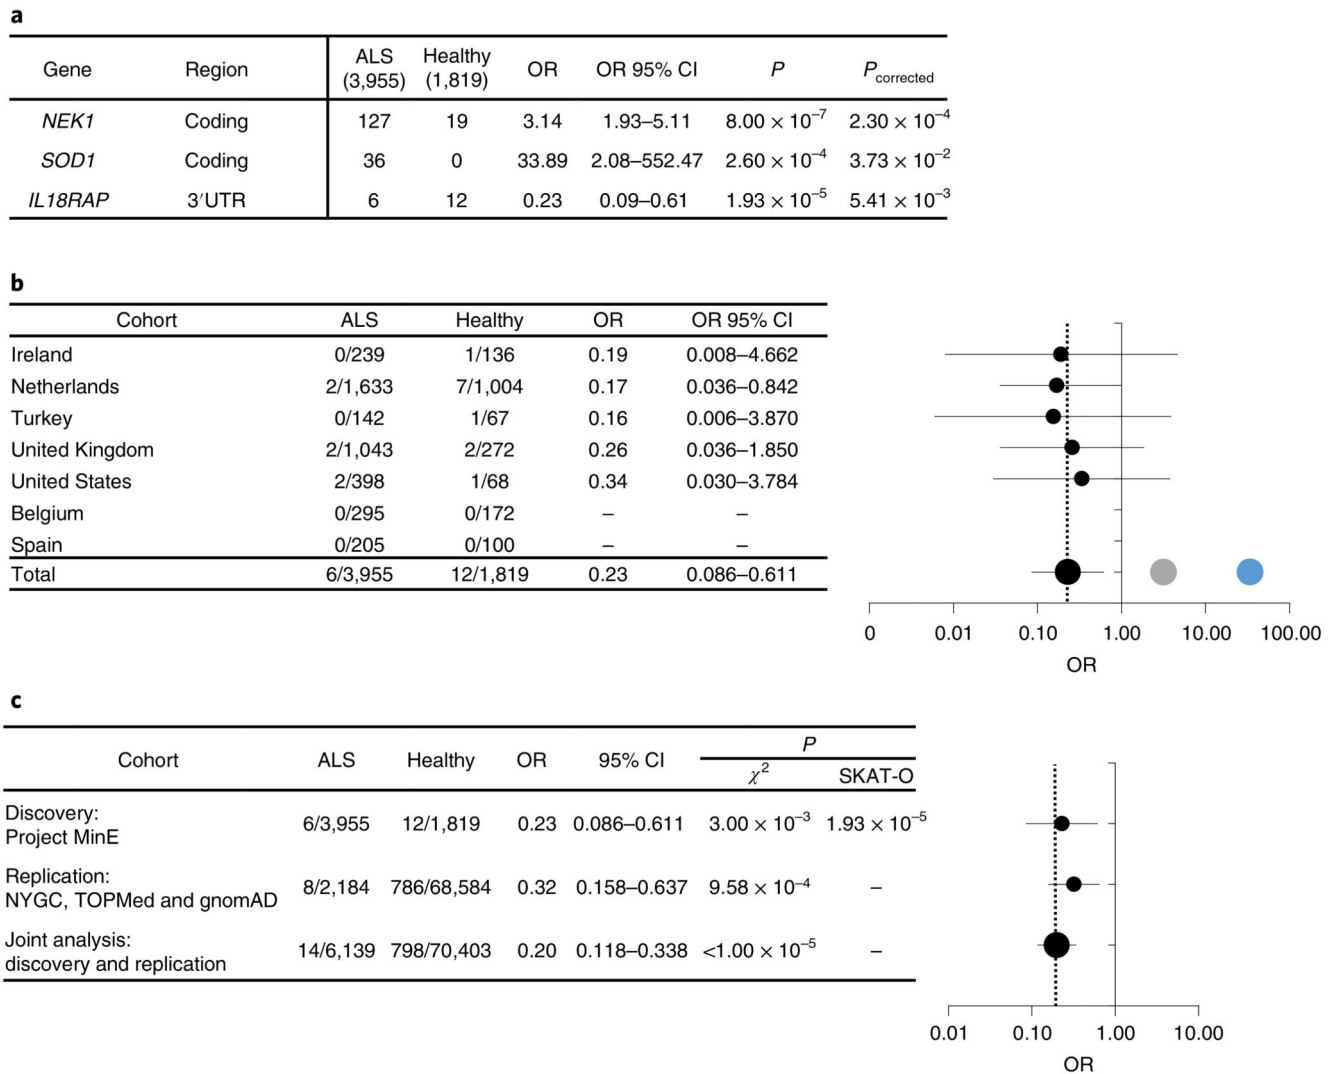 a
Gene Region ALS (3,955) Healthy (1,819) OR OR 95% CI P Pcorrected
NEK1 Coding 127 19 3.14 1.93–5.11 8.00 × 10⁻⁷ 2.30 × 10⁻⁴
SOD1 Coding 36 0 33.89 2.08–552.47 2.60 × 10⁻⁴ 3.73 × 10⁻²
IL18RAP 3′UTR 6 12 0.23 0.09–0.61 1.93 × 10⁻⁵ 5.41 × 10⁻³
b
Cohort ALS Healthy OR OR 95% CI
Ireland 0/239 1/136 0.19 0.008–4.662
Netherlands 2/1,633 7/1,004 0.17 0.036–0.842
Turkey 0/142 1/67 0.16 0.006–3.870
United Kingdom 2/1,043 2/272 0.26 0.036–1.850
United States 2/398 1/68 0.34 0.030–3.784
Belgium 0/295 0/172 – –
Spain 0/205 0/100 – –
Total 6/3,955 12/1,819 0.23 0.086–0.611
0 0.01 0.10 1.00 10.00 100.00
OR
c
Cohort ALS Healthy OR 95% CI P
χ² SKAT-O
Discovery:
Project MinE 6/3,955 12/1,819 0.23 0.086–0.611 3.00 × 10⁻³ 1.93 × 10⁻⁵
Replication:
NYGC, TOPMed and gnomAD 8/2,184 786/68,584 0.32 0.158–0.637 9.58 × 10⁻⁴ –
Joint analysis:
discovery and replication 14/6,139 798/70,403 0.20 0.118–0.338 <1.00 × 10⁻⁵ –
0.01 0.10 1.00 10.00
OR